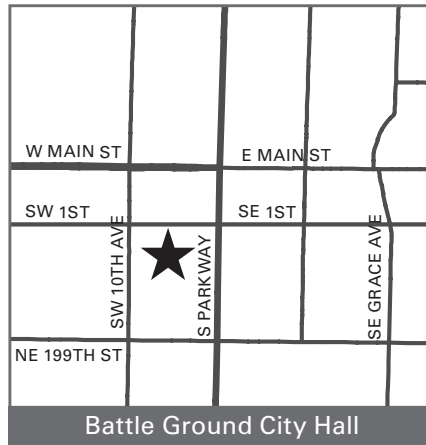 W MAIN ST
E MAIN ST
SW 1ST
SE 1ST
SW 10TH AVE
S PARKWAY
SE GRACE AVE
NE 199TH ST
Battle Ground City Hall